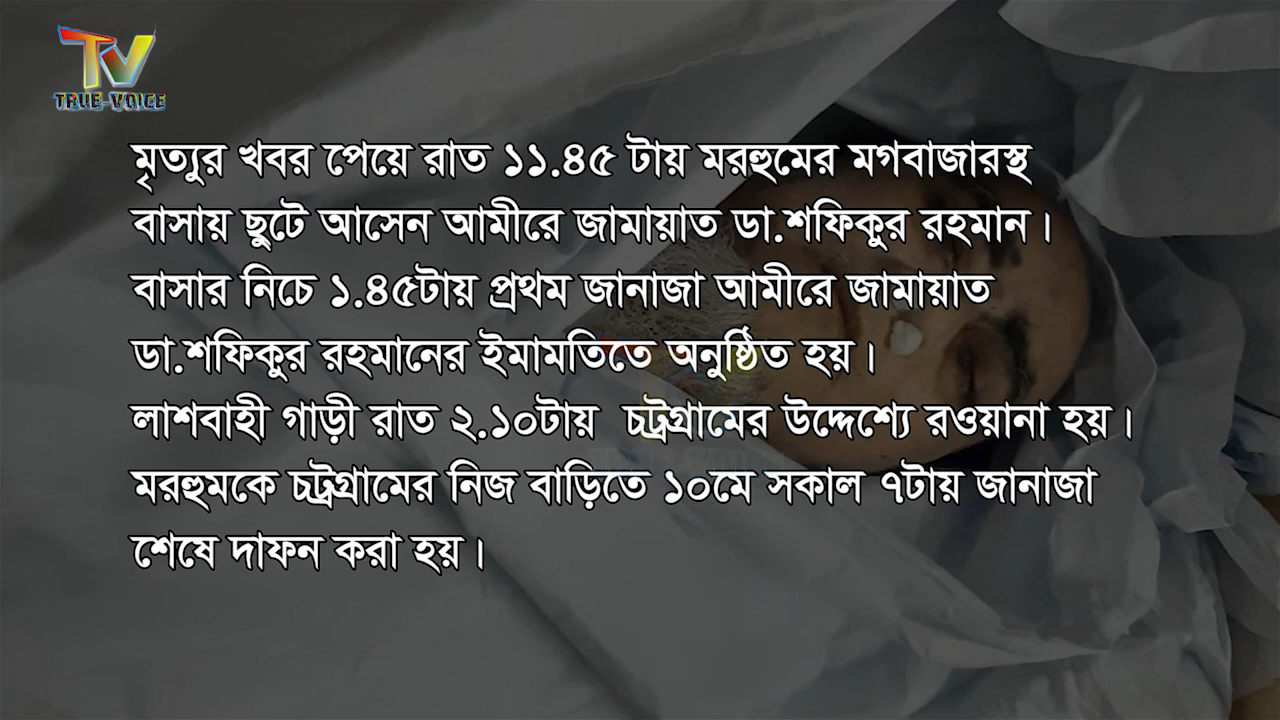 TV
TRUE-VOICE
মৃত্যুর খবর পেয়ে রাত ১১.৪৫ টায় মরহুমের মগবাজারস্থ
বাসায় ছুটে আসেন আমীরে জামায়াত ডা.শফিকুর রহমান।
বাসার নিচে ১.৪৫টায় প্রথম জানাজা আমীরে জামায়াত
ডা.শফিকুর রহমানের ইমামতিতে অনুষ্ঠিত হয়।
লাশবাহী গাড়ী রাত ২.১০টায় চট্রগ্রামের উদ্দেশ্যে রওয়ানা হয়।
মরহুমকে চট্রগ্রামের নিজ বাড়িতে ১০মে সকাল ৭টায় জানাজা
শেষে দাফন করা হয়।